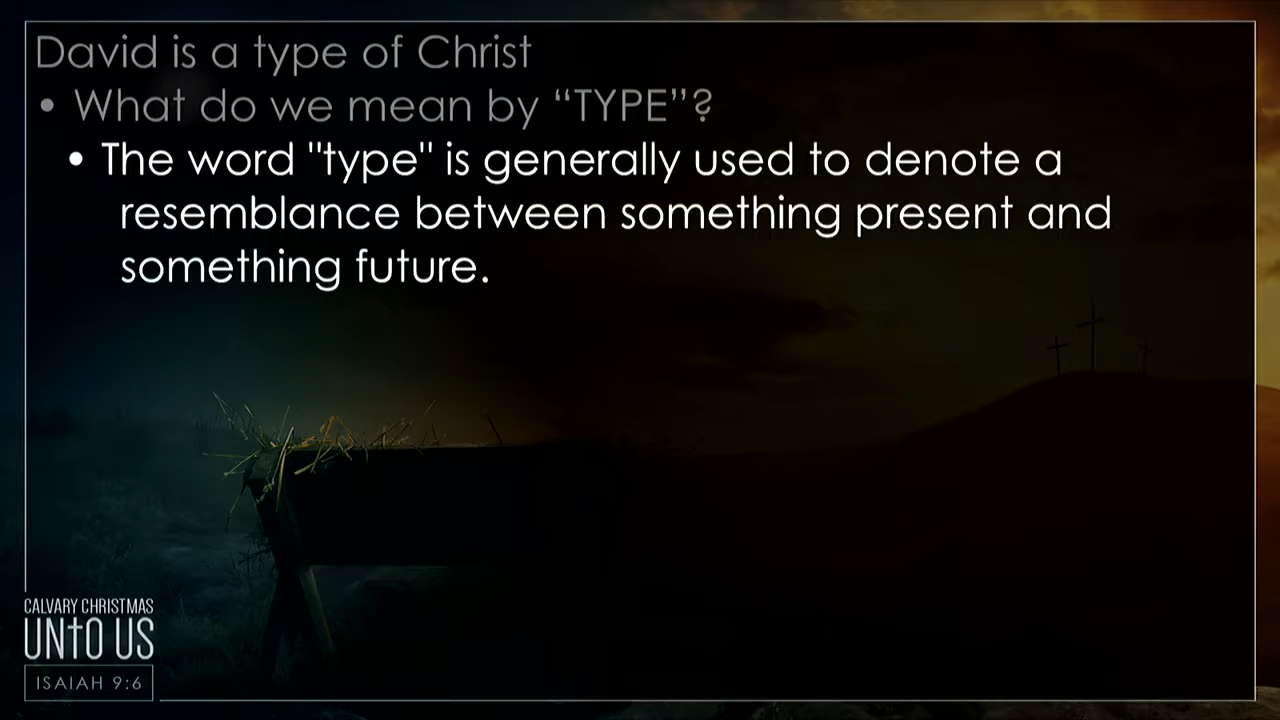 David is a type of Christ
• What do we mean by “TYPE”?
• The word "type" is generally used to denote a
resemblance between something present and
something future.
CALVARY CHRISTMAS
UNTO US
ISAIAH 9:6